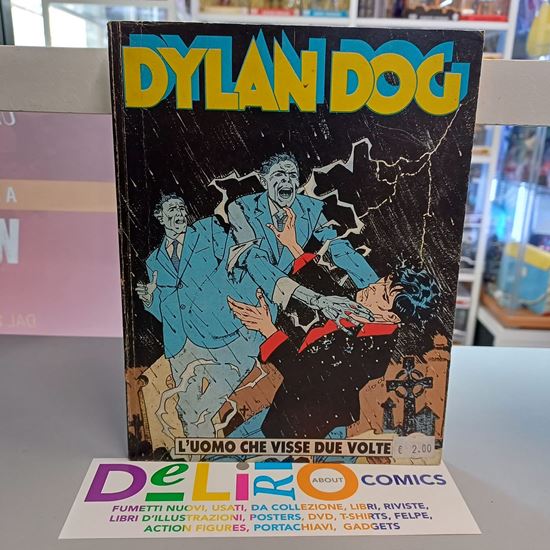 DYLAN DOG
L'UOMO CHE VISSE DUE VOLTE
€ 2.00
DeLiRiO ABOUT COMICS
FUMETTI NUOVI, USATI, DA COLLEZIONE, LIBRI, RIVISTE,
LIBRI D'ILLUSTRAZIONI, POSTERS, DVD, T-SHIRTS, FELPE,
ACTION FIGURES, PORTACHIAVI, GADGETS